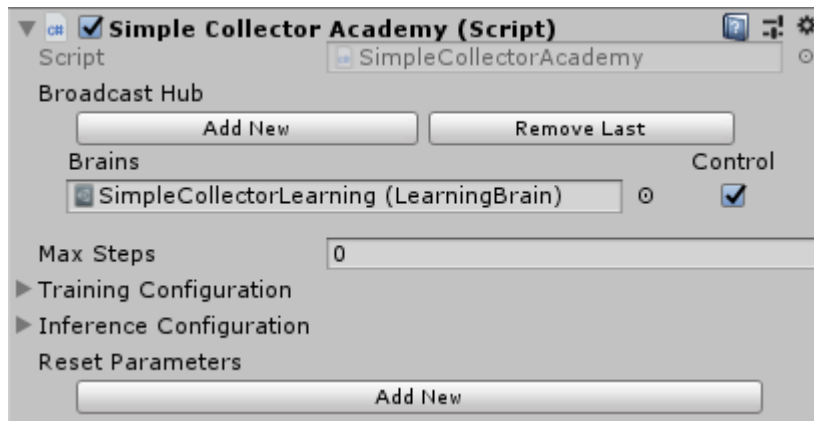 Simple Collector Academy (Script)
Script SimpleCollectorAcademy
Broadcast Hub
Add New Remove Last
Brains Control
SimpleCollectorLearning (LearningBrain)
Max Steps 0
Training Configuration
Inference Configuration
Reset Parameters
Add New